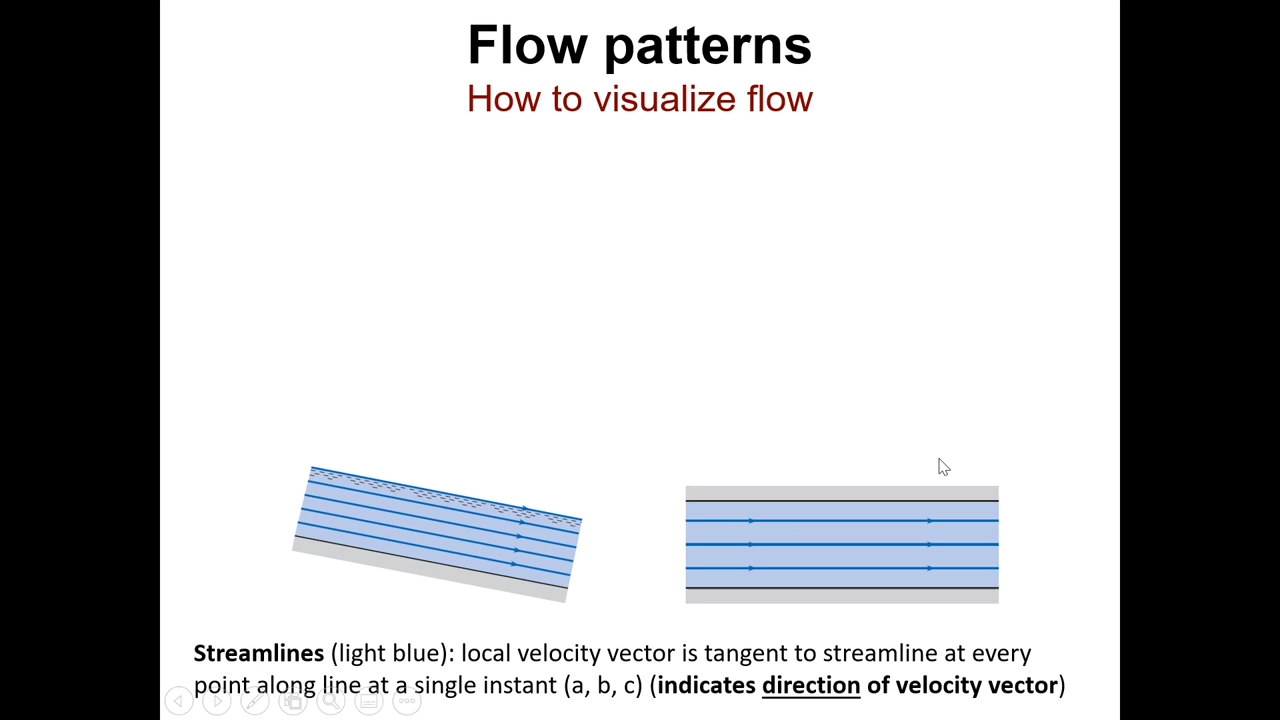 Flow patterns
How to visualize flow
Streamlines (light blue): local velocity vector is tangent to streamline at every
point along line at a single instant (a, b, c) (indicates direction of velocity vector)